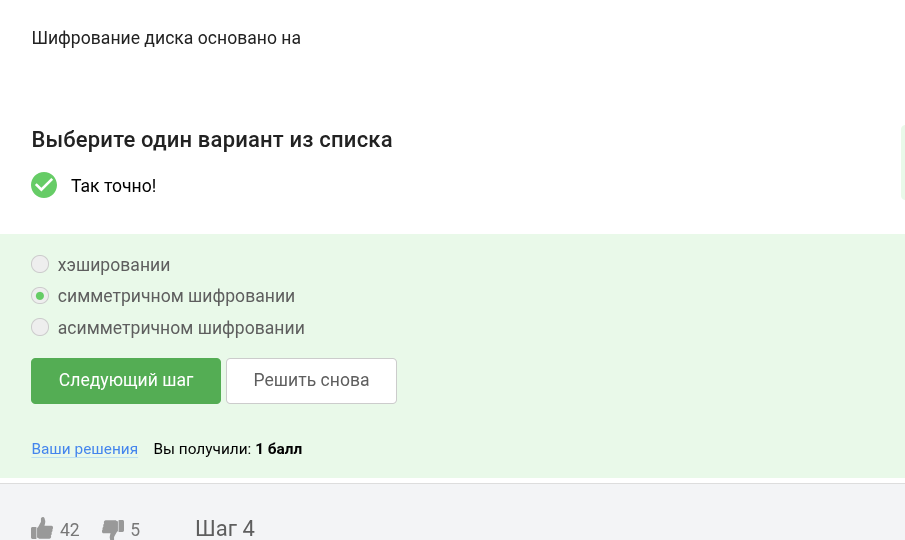 Шифрование диска основано на
Выберите один вариант из списка
Так точно!
хэшировании
симметричном шифровании
асимметричном шифровании
Следующий шаг Решить снова
Ваши решения Вы получили: 1 балл
42 5 Шаг 4